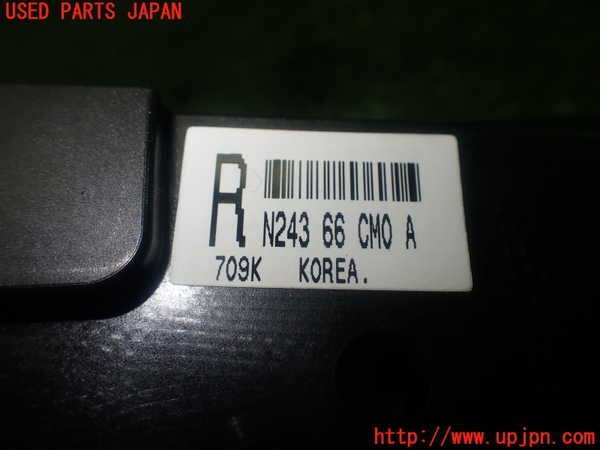 USED PARTS JAPAN
R
N243 66 CM0 A
709K KOREA.
http://www.upjpn.com/